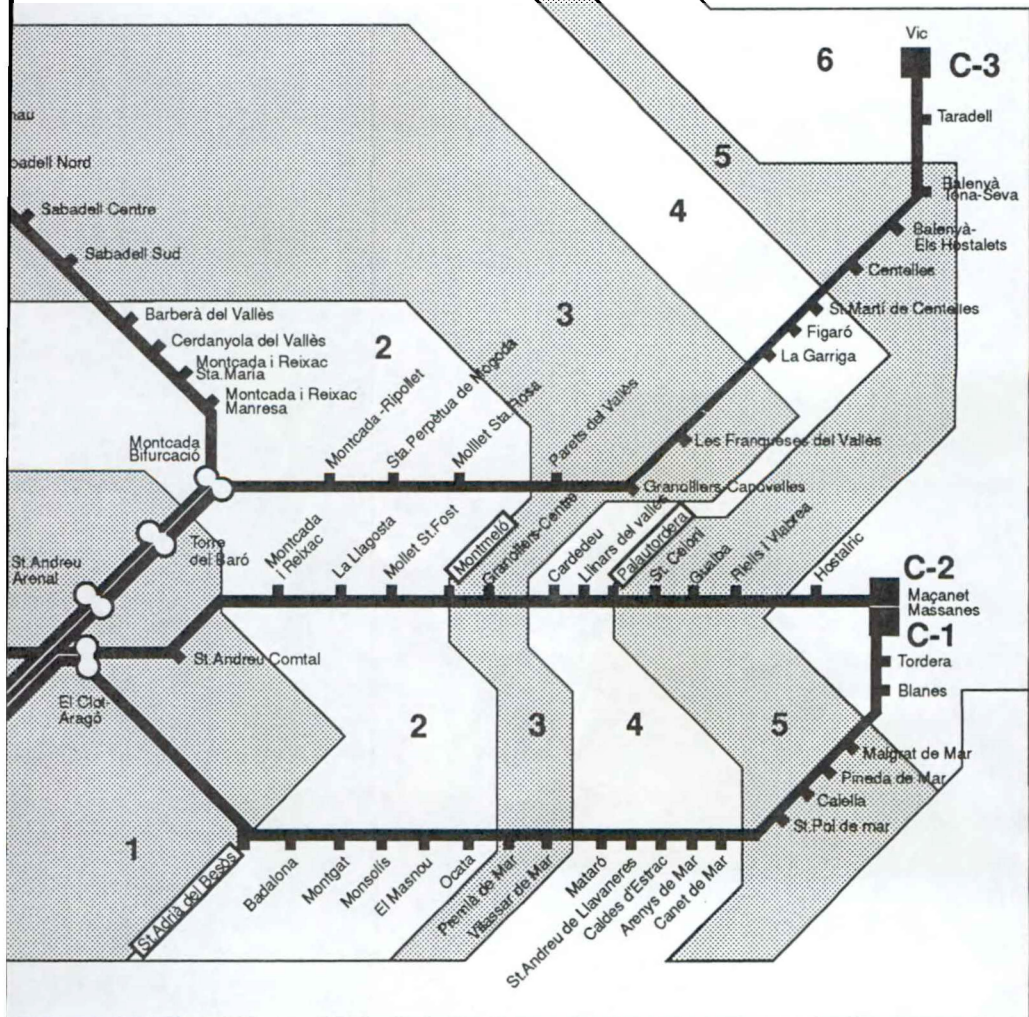 Vic
6
C-3
Taradell
5
Balenyà
Tona-Seva
4
Balenyà-
Els Hostalets
Sabadell Centre
Sabadell Sud
Centelles
St.Martí de Centelles
3
Figaró
Barberà del Vallès
Cerdanyola del Vallès
2
La Garriga
Montcada i Reixac
Sta.Maria
Montcada i Reixac
Manresa
Montcada
Bifurcació
Montcada -Ripollet
Sta.Perpètua de Mogoda
Molllet Sta.Rosa
Parets del Vallès
Les Franqueses del Vallès
Granolllers-Canovelles
St.Andreu
Arenal
Torre
del Baró
Montcada
i Reixac
La Llagosta
Mollet St.Fost
Montmeló
Granollers-Centre
Cardedeu
Llinars del valles
Palautordera
St. Celoni
Gualba
Riells i Viabrea
Hostalric
C-2
Maçanet
Massanes
C-1
St.Andreu Comtal
Tordera
Blanes
El Clot-
Aragó
2
3
4
5
Malgrat de Mar
Pineda de Mar
Calella
St.Pol de mar
1
St.Adrià del Besòs
Badalona
Montgat
Monsolís
El Masnou
Ocata
Premià de Mar
Vilassar de Mar
Mataró
St.Andreu de Llavaneres
Caldes d'Estrac
Arenys de Mar
Canet de Mar